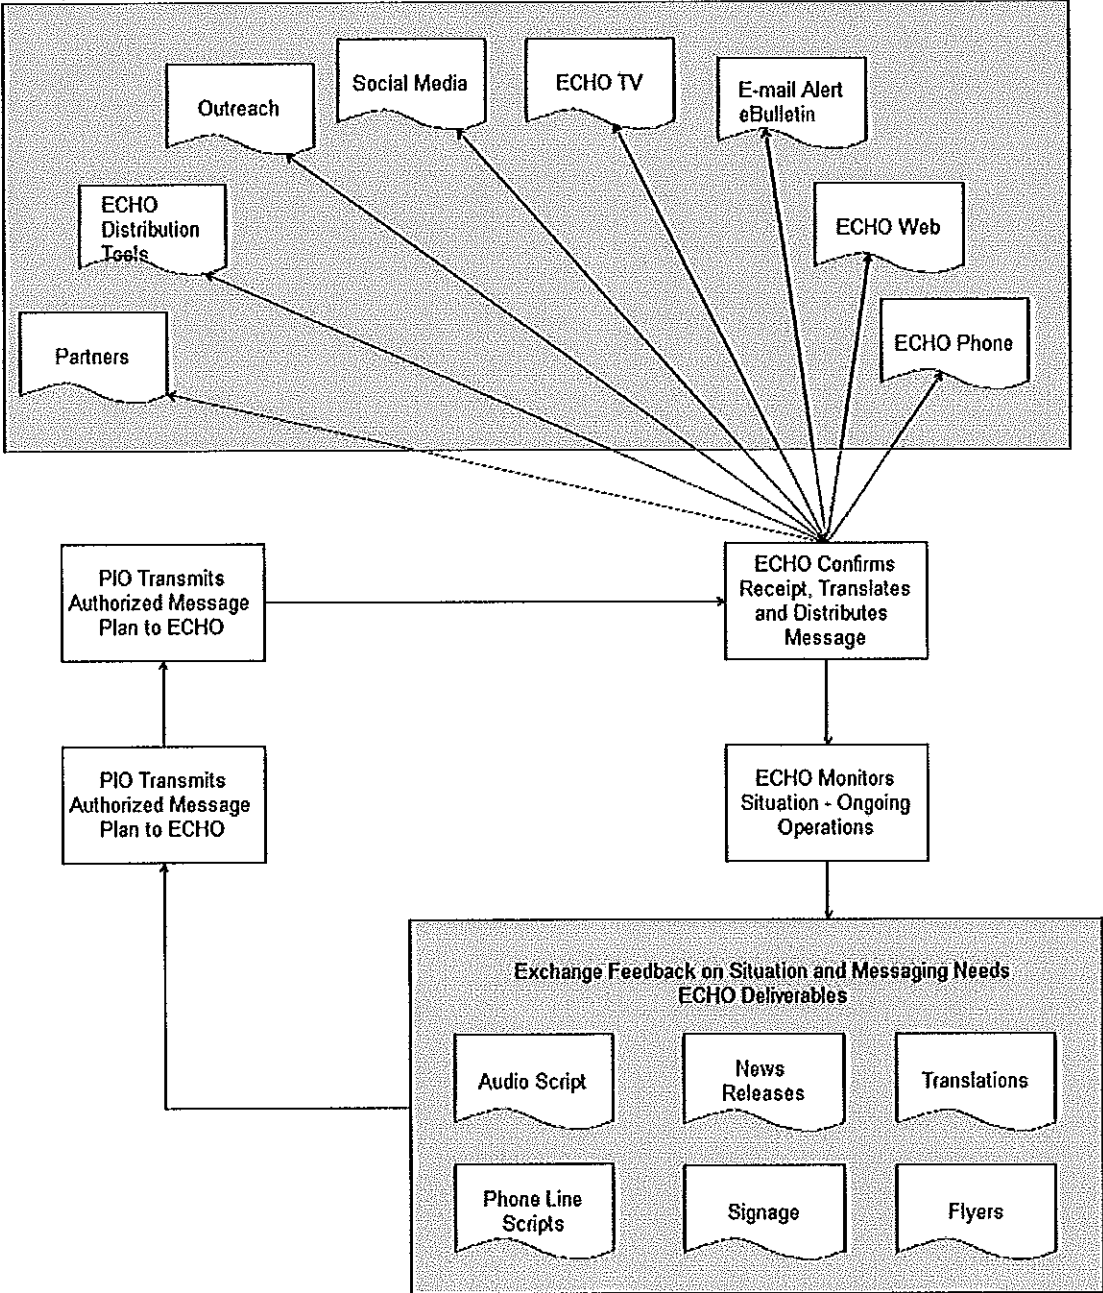 Outreach
Social Media
ECHO TV
E-mail Alert
eBulletin
ECHO
Distribution
Tools
ECHO Web
Partners
ECHO Phone
PIO Transmits
Authorized Message
Plan to ECHO
ECHO Confirms
Receipt, Translates
and Distributes
Message
PIO Transmits
Authorized Message
Plan to ECHO
ECHO Monitors
Situation - Ongoing
Operations
Exchange Feedback on Situation and Messaging Needs
ECHO Deliverables
Audio Script
News
Releases
Translations
Phone Line
Scripts
Signage
Flyers